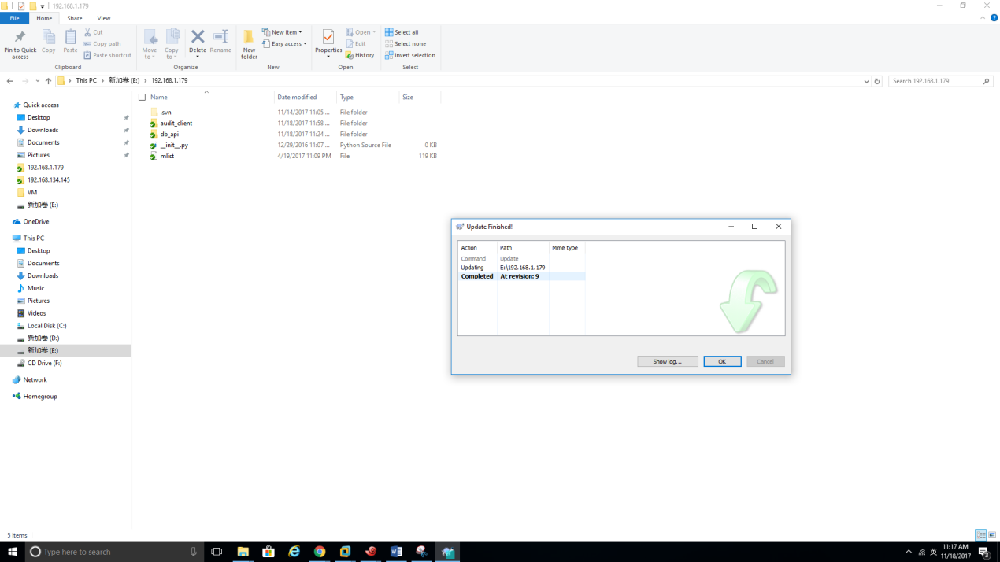 192.168.1.179
File Home Share View
Pin to Quick access
Copy
Paste
Cut
Copy path
Paste shortcut
Clipboard
Move to
Copy to
Delete
Rename
Organize
New folder
New item
Easy access
New
Properties
Open
Edit
History
Open
Select all
Select none
Invert selection
Select
This PC 新加卷 (E:) 192.168.1.179
Search 192.168.1.179
Quick access
Desktop
Downloads
Documents
Pictures
192.168.1.179
192.168.134.145
VM
新加卷 (E:)
OneDrive
This PC
Desktop
Documents
Downloads
Music
Pictures
Videos
Local Disk (C:)
新加卷 (D:)
新加卷 (E:)
CD Drive (F:)
Network
Homegroup
Name Date modified Type Size
.svn 11/14/2017 11:05 ... File folder
audit_client 11/18/2017 11:58 ... File folder
db_api 11/18/2017 11:24 ... File folder
__init__.py 12/29/2016 11:07 ... Python Source File 0 KB
mlist 4/19/2017 11:09 PM File 119 KB
Update Finished!
Action Path Mime type
Command Update
Updating E:\192.168.1.179
Completed At revision: 9
Show log...
OK
Cancel
5 items
Type here to search
英
11:17 AM
11/18/2017
3